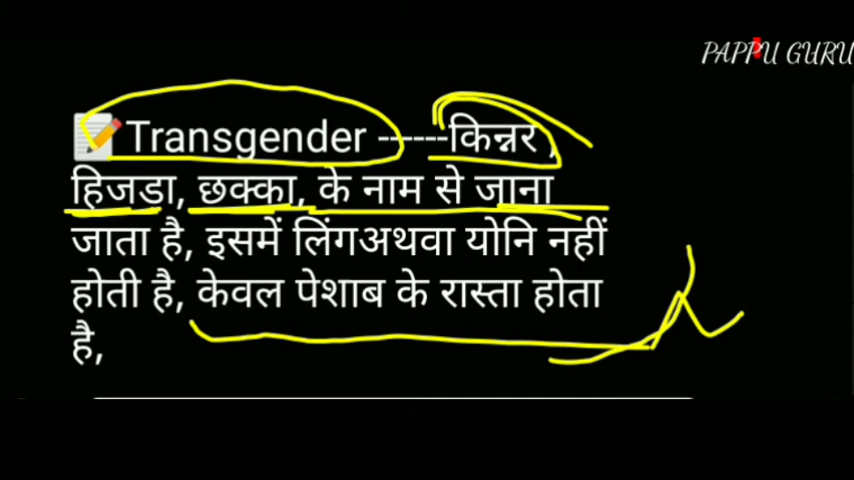 PAPPU GURU
📝Transgender ------किन्नर ,
हिजडा, छक्का, के नाम से जाना
जाता है, इसमें लिंगअथवा योनि नहीं
होती है, केवल पेशाब के रास्ता होता
है,